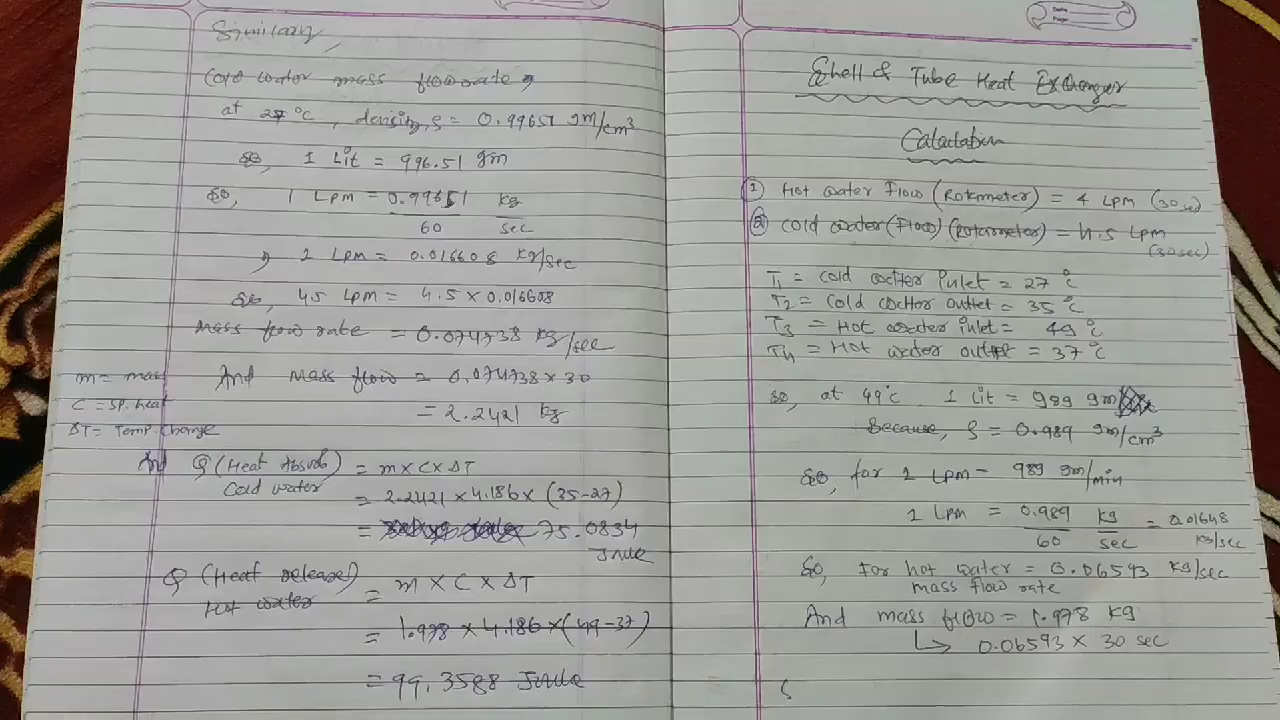 Similarly,
Cold water mass flow rate,
at 27 °C, density, ρ = 0.99651 gm/cm³
so, 1 Lit = 996.51 gm
so, 1 Lpm = 0.99651 / 60 kg / sec
⇒ 1 Lpm = 0.016608 kg/sec
so, 4.5 Lpm = 4.5 × 0.016608
Mass flow rate = 0.074738 kg/sec
m = mass
And Mass flow = 0.074738 × 30
C = Sp. heat
= 2.2421 kg
ΔT = Temp. Change
And Q (Heat Absorb) = m × C × ΔT
Cold water
= 2.2421 × 4.186 × (35-27)
= 75.0834
Joule
Q (Heat released) = m × C × ΔT
Hot water
= 1.978 × 4.186 × (49-37)
= 99.3588 Joule
Shell & Tube Heat Exchanger
Calculation
① Hot water Flow (Rotameter) = 4 LPM (30 s)
② Cold water (Flow) (Rotameter) = 4.5 Lpm
(30 sec)
T₁ = cold water inlet = 27 °C
T₂ = Cold water outlet = 35 °C
T₃ = Hot water inlet = 49 °C
T₄ = Hot water outlet = 37 °C
so, at 49°C 1 Lit = 989 gm
Because, ρ = 0.989 gm/cm³
so, for 1 Lpm = 989 gm/min
1 Lpm = 0.989 / 60 kg / sec = 0.01648 kg/sec
so, For hot water = 0.06593 kg/sec
mass flow rate
And mass flow = 1.978 kg
↳ 0.06593 × 30 sec